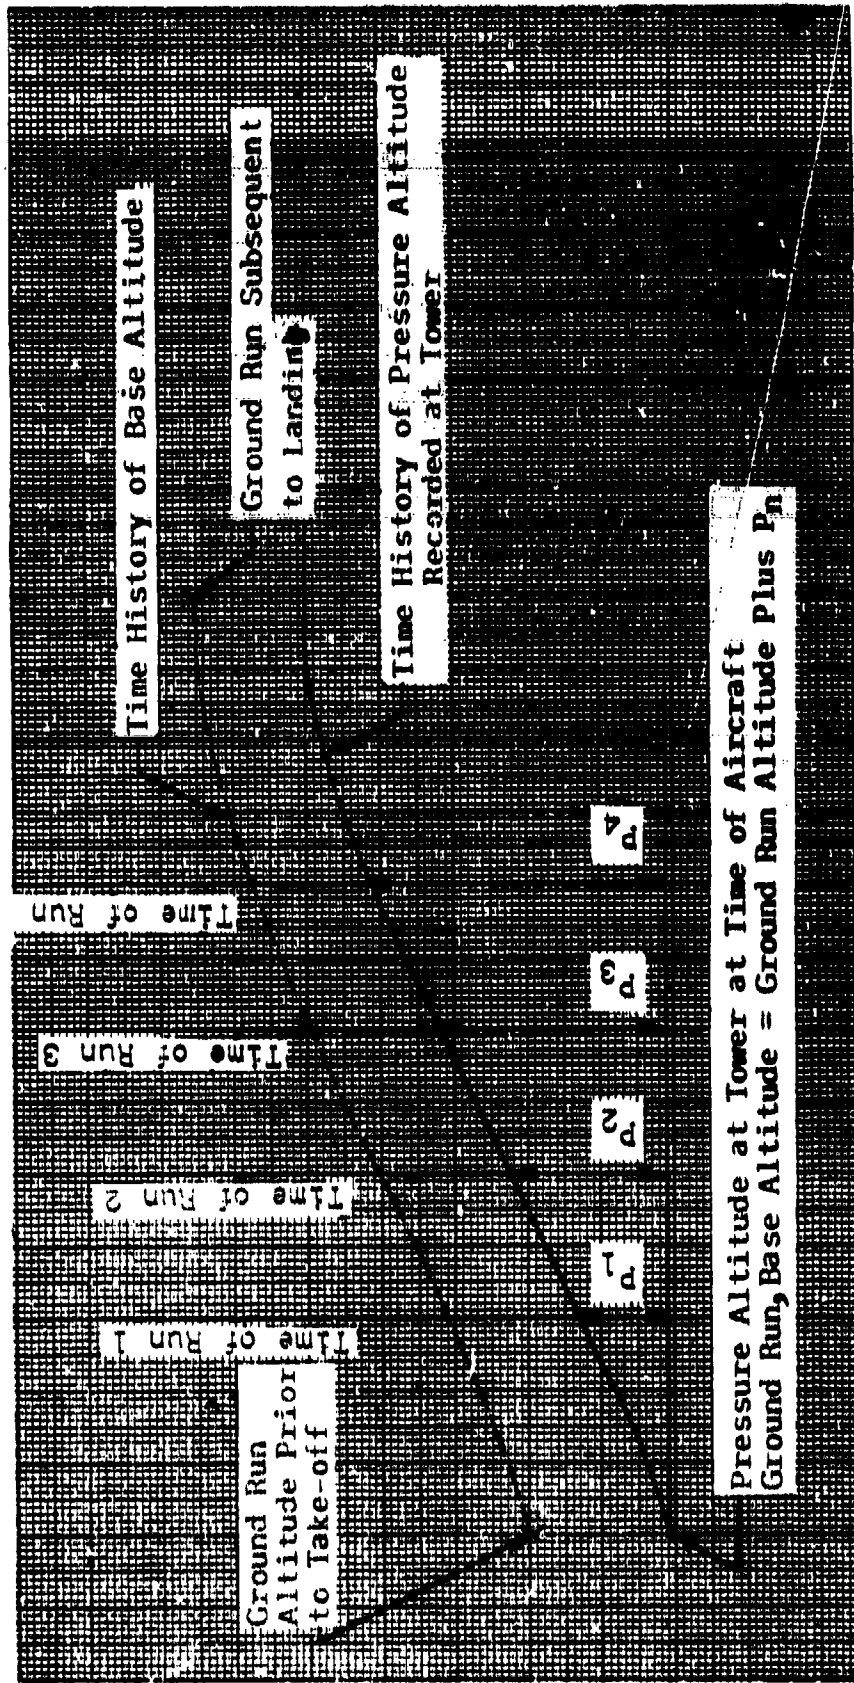 Time History of Base Altitude
Ground Run Subsequent
to Landing
Time History of Pressure Altitude
Recorded at Tower
Time of Run
Time of Run 3
Time of Run 2
Time of Run 1
Ground Run
Altitude Prior
to Take-off
P1
P2
P3
P4
Pressure Altitude at Tower at Time of Aircraft
Ground Run, Base Altitude = Ground Run Altitude Plus Pn